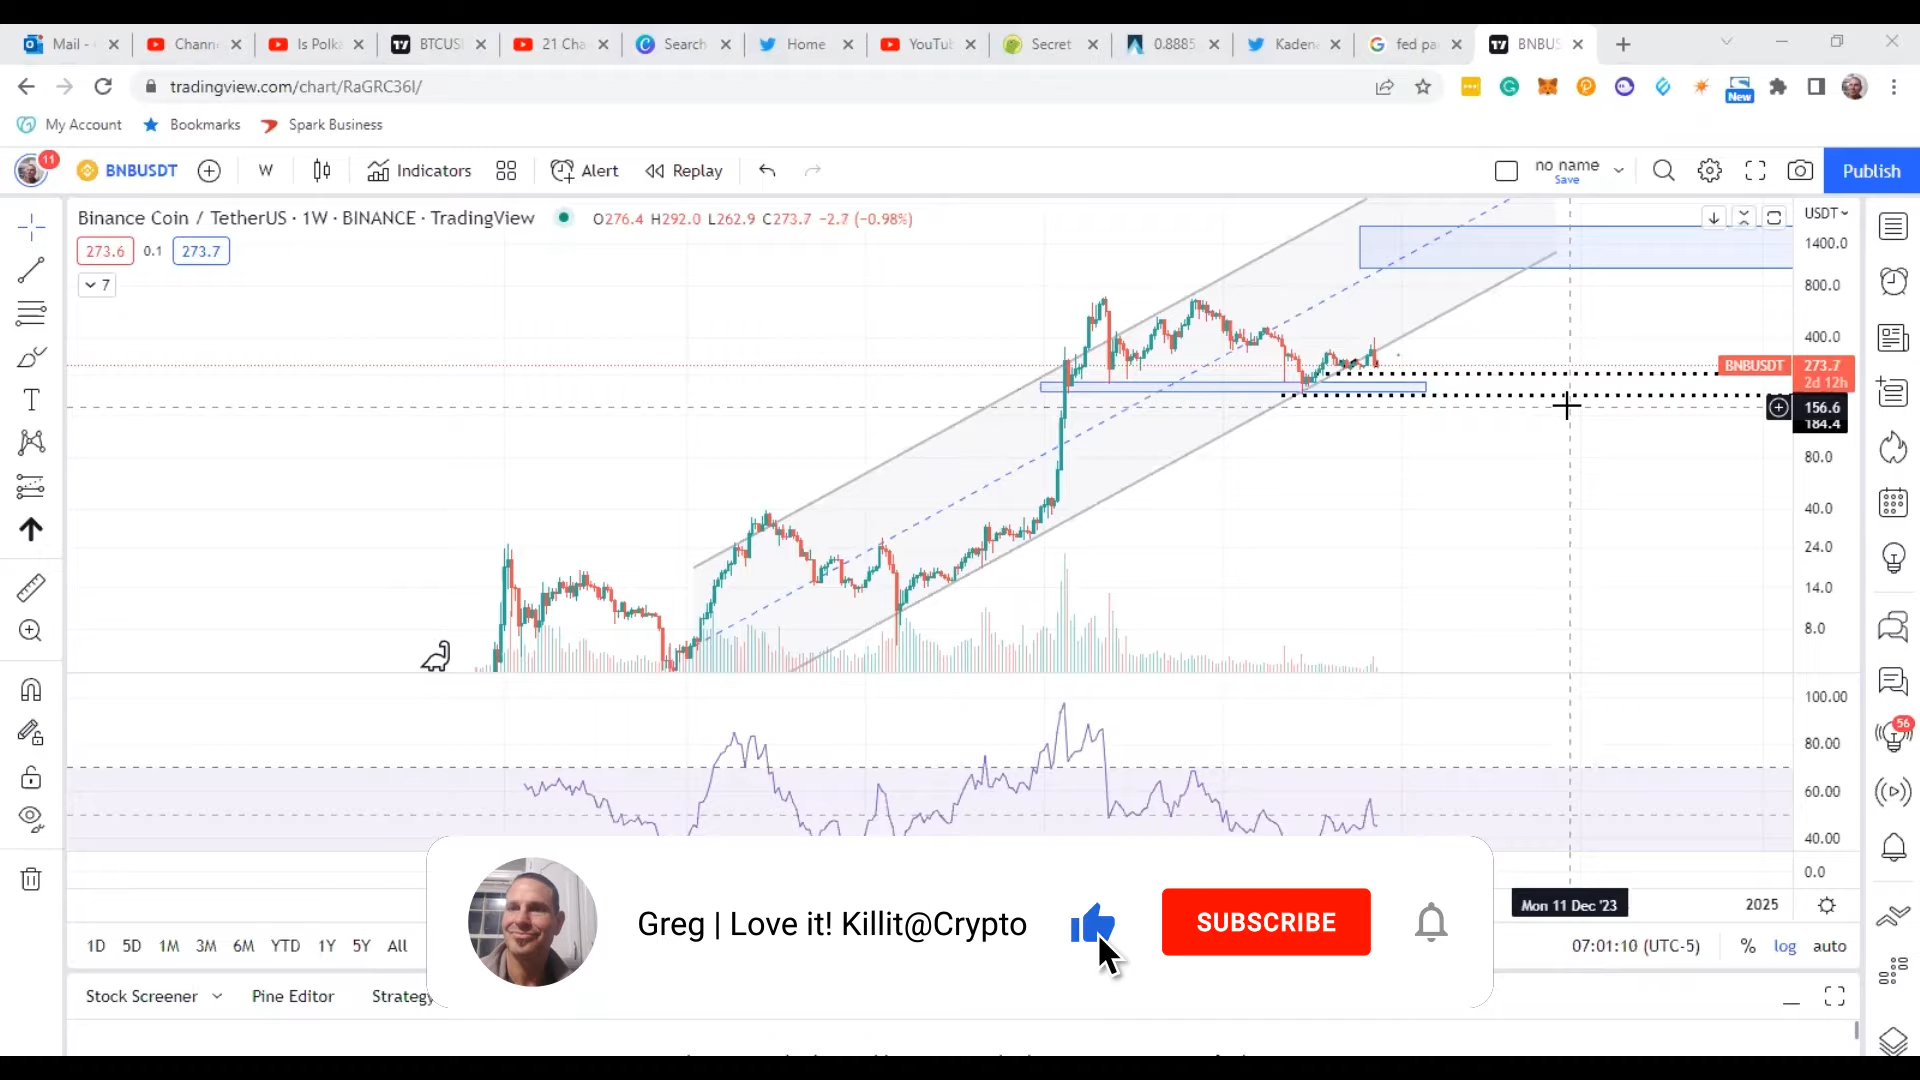 Mail -
Chann
Is Polk
BTCUS
21 Cha
Search
Home
YouTu
Secret
0.8885
Kaden
fed pa
BNBUS
tradingview.com/chart/RaGRC36I/
New
My Account
Bookmarks
Spark Business
11
BNBUSDT
W
Indicators
Alert
Replay
no name
Save
Publish
Binance Coin / TetherUS · 1W · BINANCE · TradingView
O276.4 H292.0 L262.9 C273.7 −2.7 (−0.98%)
USDT
273.6
0.1
273.7
7
1400.0
800.0
400.0
BNBUSDT
273.7
2d 12h
156.6
184.4
80.0
40.0
24.0
14.0
8.0
100.00
80.00
60.00
40.00
0.0
56
Mon 11 Dec '23
2025
1D 5D 1M 3M 6M YTD 1Y 5Y All
07:01:10 (UTC-5)
%
log
auto
Greg | Love it! Killit@Crypto
SUBSCRIBE
Stock Screener
Pine Editor
Strategy